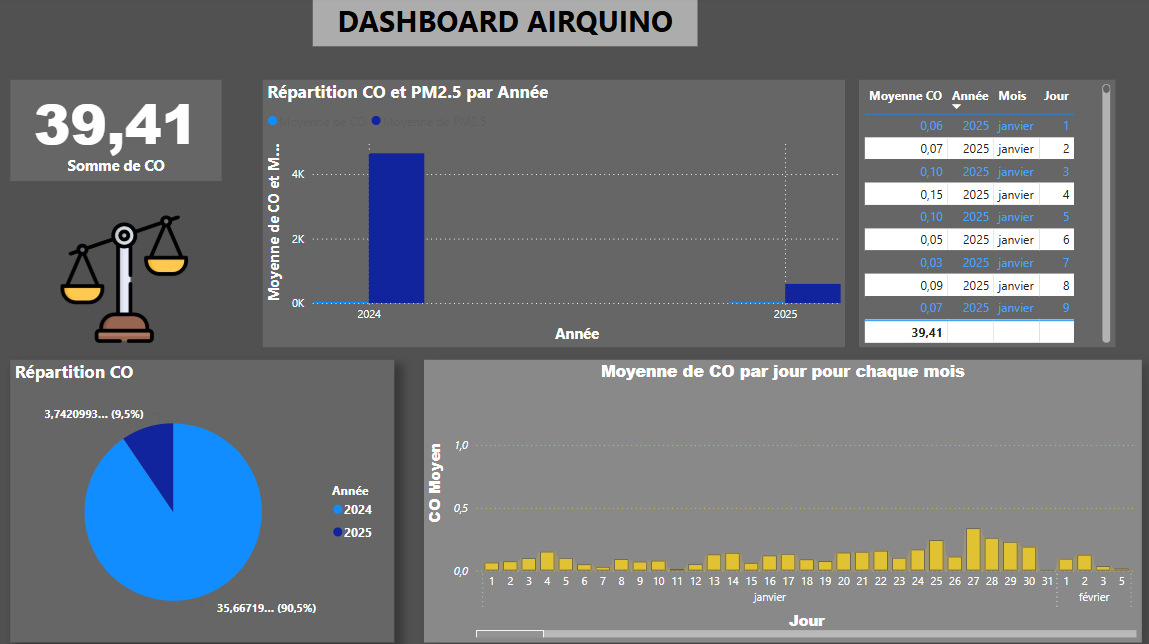 DASHBOARD AIRQUINO
39,41
Somme de CO
Répartition CO et PM2.5 par Année
Moyenne de CO Moyenne de PM2.5
Moyenne de CO et M...
4K
2K
0K
2024 2025
Année
Moyenne CO Année Mois Jour
0,06 2025 janvier 1
0,07 2025 janvier 2
0,10 2025 janvier 3
0,15 2025 janvier 4
0,10 2025 janvier 5
0,05 2025 janvier 6
0,03 2025 janvier 7
0,09 2025 janvier 8
0,07 2025 janvier 9
39,41
Répartition CO
3,7420993... (9,5%)
35,66719... (90,5%)
Année
2024
2025
Moyenne de CO par jour pour chaque mois
CO Moyen
1,0
0,5
0,0
1 2 3 4 5 6 7 8 9 10 11 12 13 14 15 16 17 18 19 20 21 22 23 24 25 26 27 28 29 30 31 1 2 3 5
janvier février
Jour